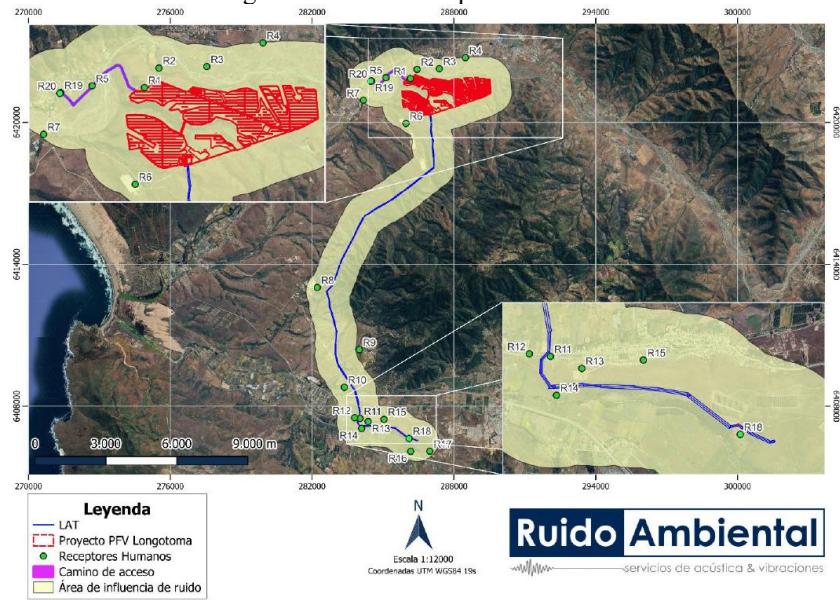 270000 276000 282000 288000 294000 300000
6420000
6414000
6408000
6420000
6414000
6408000
R4
R2
R3
R20
R19
R5
R1
R7
R6
R4
R2
R3
R5
R1
R20
R19
R7
R6
R8
R9
R10
R12
R11
R15
R13
R14
R18
R16
R17
R12
R11
R13
R15
R14
R18
0 3.000 6.000 9.000 m
270000 276000 282000 288000 294000 300000
Leyenda
LAT
Proyecto PFV Longotoma
Receptores Humanos
Camino de acceso
Área de influencia de ruido
N
Escala 1:12000
Coordenadas UTM WGS84 19s
Ruido Ambiental
servicios de acústica & vibraciones